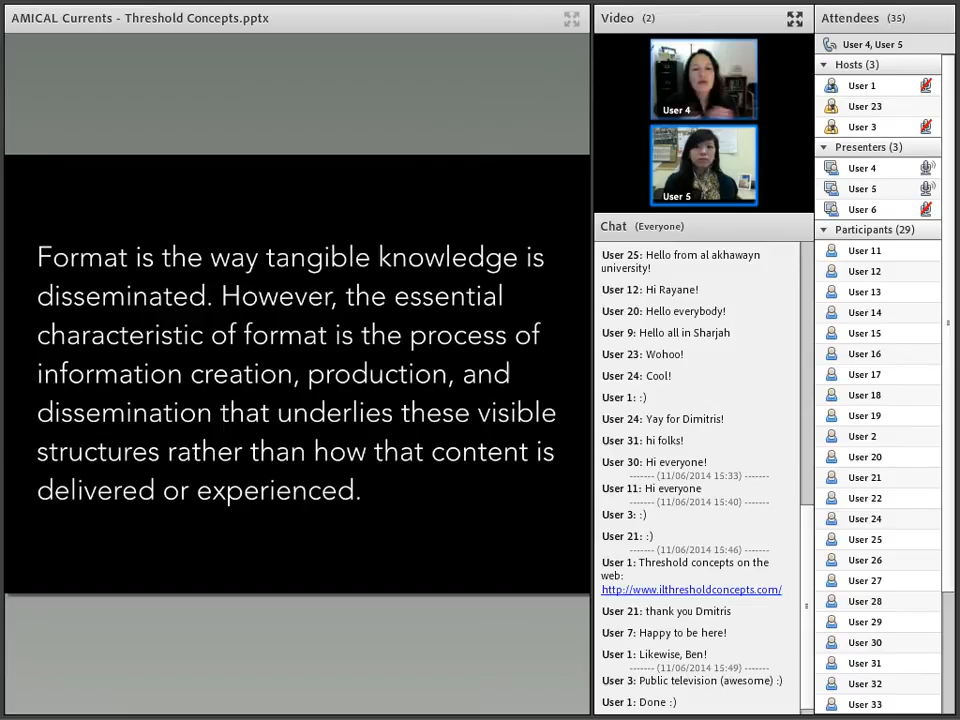 AMICAL Currents - Threshold Concepts.pptx
Format is the way tangible knowledge is
disseminated. However, the essential
characteristic of format is the process of
information creation, production, and
dissemination that underlies these visible
structures rather than how that content is
delivered or experienced.
Video (2)
User 4
User 5
Chat (Everyone)
User 25: Hello from al akhawayn
university!
User 12: Hi Rayane!
User 20: Hello everybody!
User 9: Hello all in Sharjah
User 23: Wohoo!
User 24: Cool!
User 1: :)
User 24: Yay for Dimitris!
User 31: hi folks!
User 30: Hi everyone!
------- (11/06/2014 15:33) -------
User 11: Hi everyone
------- (11/06/2014 15:40) -------
User 3: :)
User 21: :)
------- (11/06/2014 15:46) -------
User 1: Threshold concepts on the
web:
http://www.ilthresholdconcepts.com/
User 21: thank you Dmitris
User 7: Happy to be here!
User 1: Likewise, Ben!
------- (11/06/2014 15:49) -------
User 3: Public television (awesome) :)
User 1: Done :)
Attendees (35)
User 4, User 5
Hosts (3)
User 1
User 23
User 3
Presenters (3)
User 4
User 5
User 6
Participants (29)
User 11
User 12
User 13
User 14
User 15
User 16
User 17
User 18
User 19
User 2
User 20
User 21
User 22
User 24
User 25
User 26
User 27
User 28
User 29
User 30
User 31
User 32
User 33